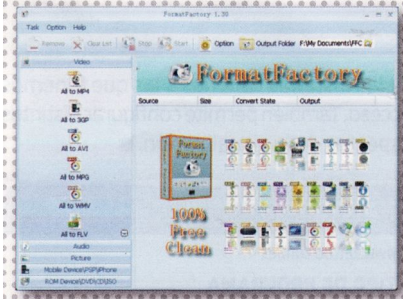 FormatFactory 1.30
Task Option Help
Remove Clear List Stop Start Option Output Folder F:\My Documents\FFC
Video
FormatFactory
Source Size Convert State Output
All to MP4
All to 3GP
All to AVI
All to MPG
All to WMV
All to FLV
Format
Factory
100%
Free
Clean
Audio
Picture
Mobile Device\PSP\iPhone
ROM Device\DVD\CD\ISO